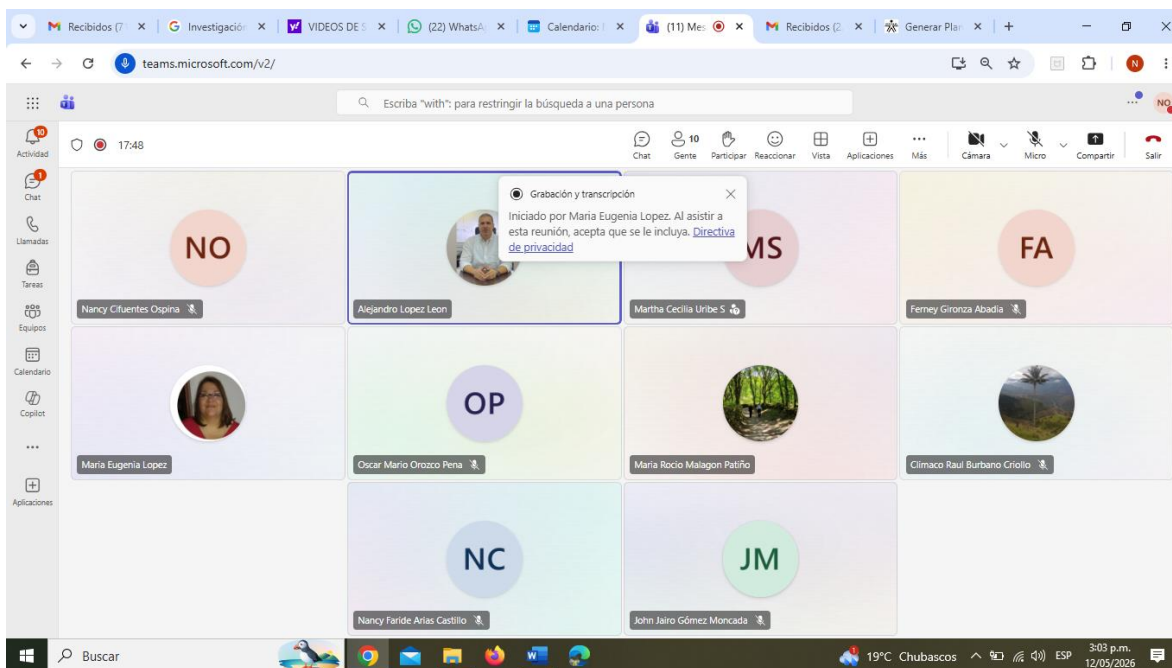 Recibidos (7
Investigación
VIDEOS DE S
(22) WhatsA
Calendario: /
(11) Mes
Recibidos (2
Generar Plan
teams.microsoft.com/v2/
N
Escriba "with": para restringir la búsqueda a una persona
NO
17:48
10
Chat
Gente
Participar
Reaccionar
Vista
Aplicaciones
Más
Cámara
Micro
Compartir
Salir
10
Actividad
1
Chat
Llamadas
Tareas
Equipos
Calendario
Copilot
Aplicaciones
Grabación y transcripción
Iniciado por Maria Eugenia Lopez. Al asistir a
esta reunión, acepta que se le incluya. Directiva
de privacidad
NO
Nancy Cifuentes Ospina
Alejandro Lopez Leon
MS
Martha Cecilia Uribe S
FA
Ferney Gironza Abadia
Maria Eugenia Lopez
OP
Oscar Mario Orozco Pena
Maria Rocio Malagon Patiño
Climaco Raul Burbano Criollo
NC
Nancy Faride Arias Castillo
JM
John Jairo Gómez Moncada
Buscar
19°C Chubascos
ESP
3:03 p.m.
12/05/2026